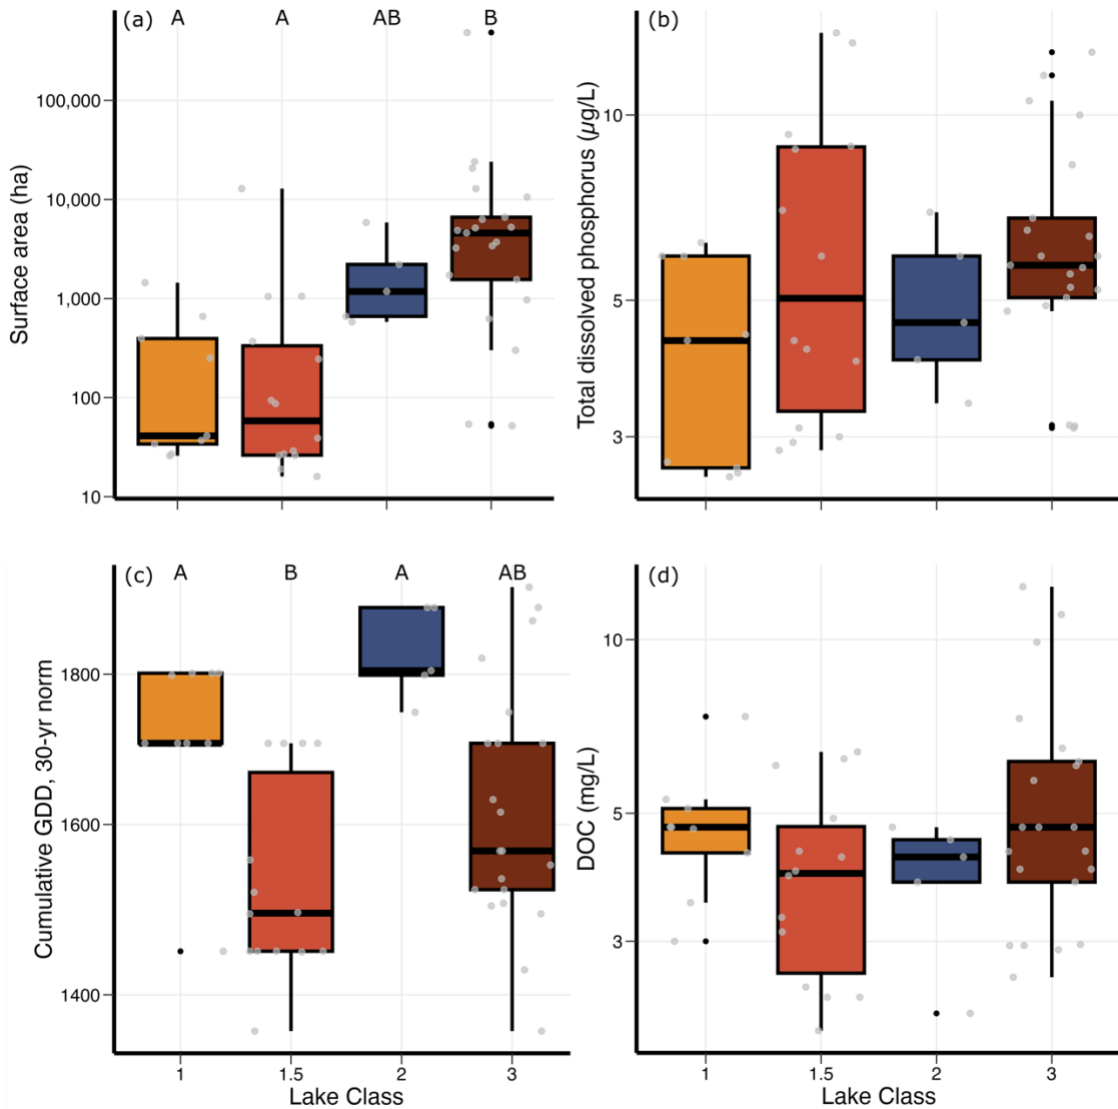 (a) A A AB B
Surface area (ha)
100,000
10,000
1,000
100
10
(b)
Total dissolved phosphorus (µg/L)
10
5
3
(c) A B A AB
Cumulative GDD, 30-yr norm
1800
1600
1400
1 1.5 2 3
Lake Class
(d)
DOC (mg/L)
10
5
3
1 1.5 2 3
Lake Class